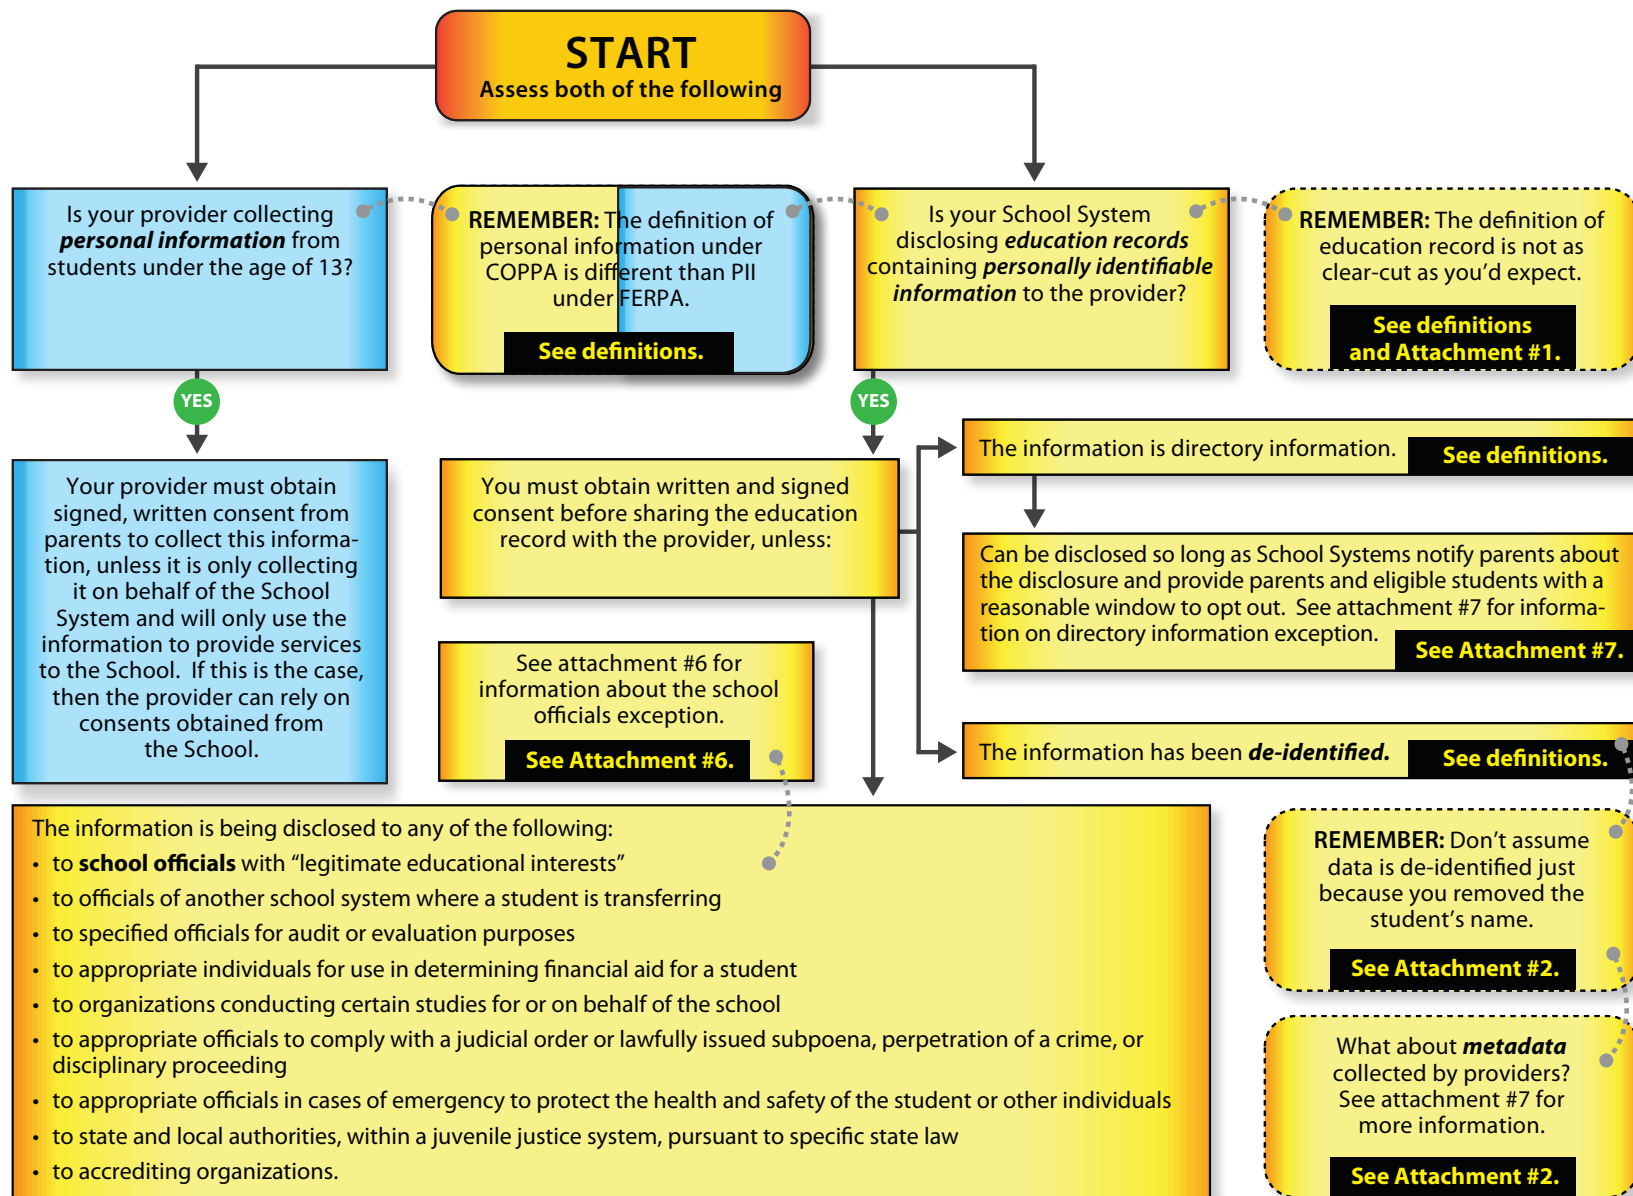 START
Assess both of the following
Is your provider collecting
personal information from
students under the age of 13?
REMEMBER: The definition of
personal information under
COPPA is different than PII
under FERPA.
See definitions.
Is your School System
disclosing education records
containing personally identifiable
information to the provider?
REMEMBER: The definition of
education record is not as
clear-cut as you’d expect.
See definitions
and Attachment #1.
YES
YES
Your provider must obtain
signed, written consent from
parents to collect this informa-
tion, unless it is only collecting
it on behalf of the School
System and will only use the
information to provide services
to the School. If this is the case,
then the provider can rely on
consents obtained from
the School.
You must obtain written and signed
consent before sharing the education
record with the provider, unless:
The information is directory information.
See definitions.
Can be disclosed so long as School Systems notify parents about
the disclosure and provide parents and eligible students with a
reasonable window to opt out. See attachment #7 for informa-
tion on directory information exception.
See Attachment #7.
See attachment #6 for
information about the school
officials exception.
See Attachment #6.
The information has been de-identified.
See definitions.
The information is being disclosed to any of the following:
• to school officials with “legitimate educational interests”
• to officials of another school system where a student is transferring
• to specified officials for audit or evaluation purposes
• to appropriate individuals for use in determining financial aid for a student
• to organizations conducting certain studies for or on behalf of the school
• to appropriate officials to comply with a judicial order or lawfully issued subpoena, perpetration of a crime, or
disciplinary proceeding
• to appropriate officials in cases of emergency to protect the health and safety of the student or other individuals
• to state and local authorities, within a juvenile justice system, pursuant to specific state law
• to accrediting organizations.
REMEMBER: Don’t assume
data is de-identified just
because you removed the
student’s name.
See Attachment #2.
What about metadata
collected by providers?
See attachment #7 for
more information.
See Attachment #2.